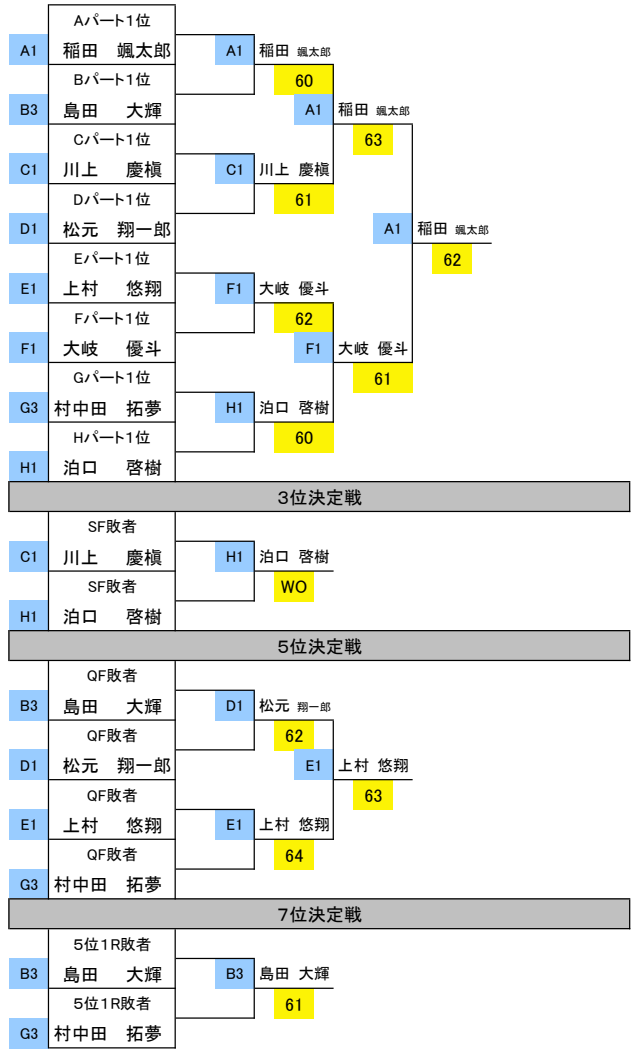 Aパート1位
A1 稲田 颯太郎 A1 稲田 颯太郎
Bパート1位 60
B3 島田 大輝 A1 稲田 颯太郎
Cパート1位 63
C1 川上 慶槙 C1 川上 慶槙
Dパート1位 61
D1 松元 翔一郎 A1 稲田 颯太郎
Eパート1位 62
E1 上村 悠翔 F1 大岐 優斗
Fパート1位 62
F1 大岐 優斗 F1 大岐 優斗
Gパート1位 61
G3 村中田 拓夢 H1 泊口 啓樹
Hパート1位 60
H1 泊口 啓樹
3位決定戦
SF敗者
C1 川上 慶槙 H1 泊口 啓樹
SF敗者 WO
H1 泊口 啓樹
5位決定戦
QF敗者
B3 島田 大輝 D1 松元 翔一郎
QF敗者 62
D1 松元 翔一郎 E1 上村 悠翔
QF敗者 63
E1 上村 悠翔 E1 上村 悠翔
QF敗者 64
G3 村中田 拓夢
7位決定戦
5位1R敗者
B3 島田 大輝 B3 島田 大輝
5位1R敗者 61
G3 村中田 拓夢